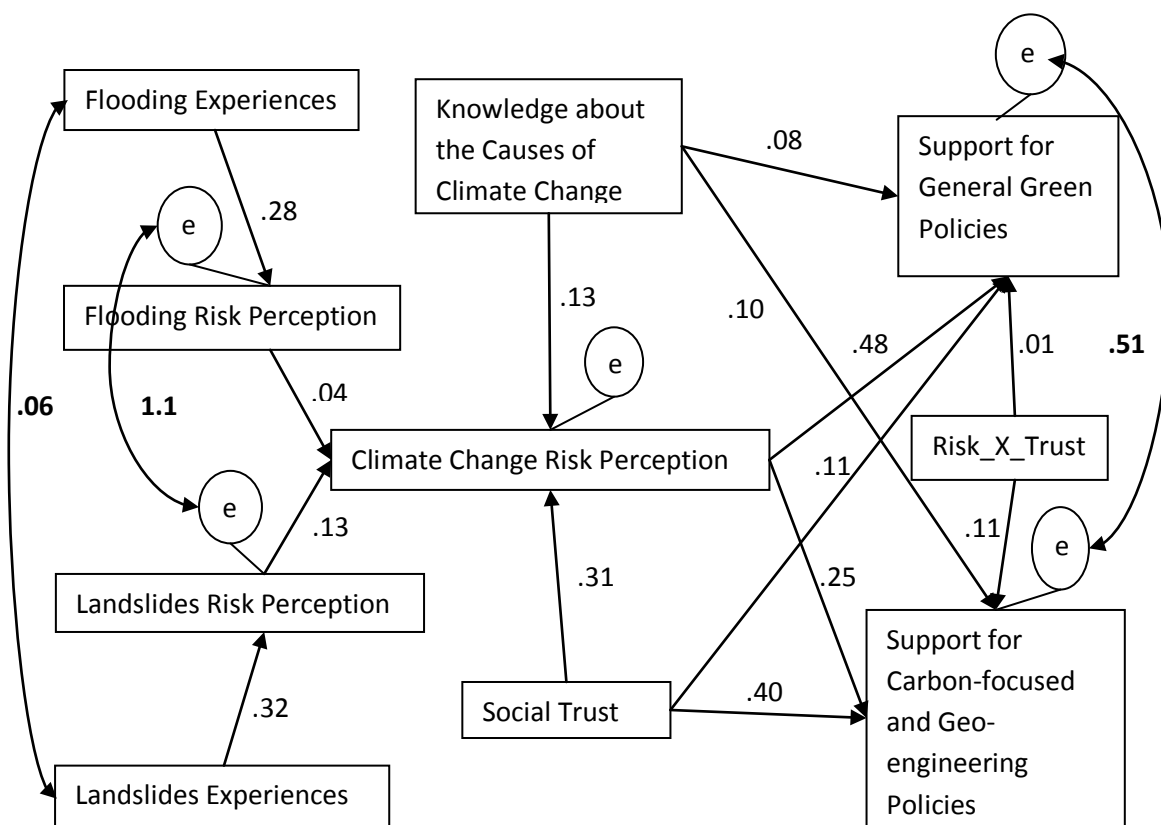 e
Flooding Experiences
Knowledge about
the Causes of
Climate Change
.08
Support for
General Green
Policies
e
.28
.13
.10
Flooding Risk Perception
.48
.01
.51
e
.04
.06
1.1
Climate Change Risk Perception
Risk_X_Trust
.11
e
.13
.11
e
.31
.25
Landslides Risk Perception
Support for
Carbon-focused
and Geo-
engineering
Policies
.32
Social Trust
.40
Landslides Experiences